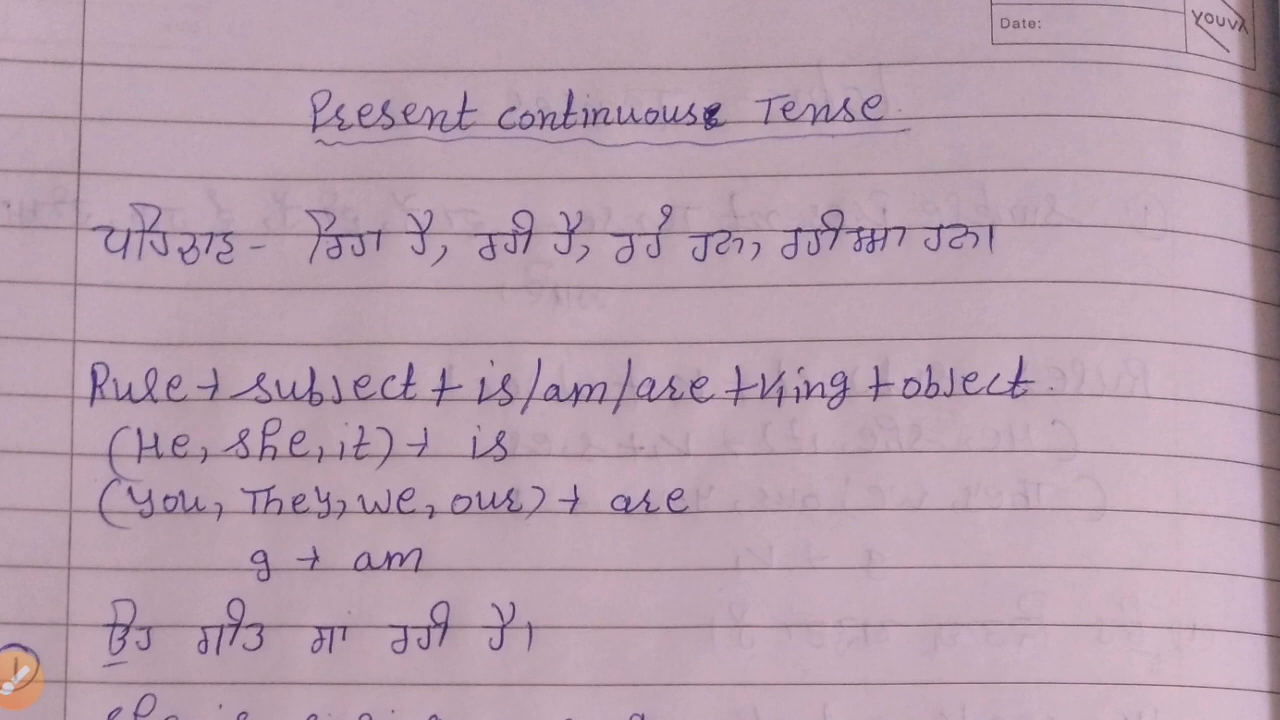 Date:
YOUVA
Present continuous Tense.
ਪਹਿਚਾਣ - ਰਿਹਾ ਹੈ, ਰਹੀ ਹੈ, ਰਹੇ ਹਨ, ਰਹੀਆਂ ਹਨ।
Rule → subject + is/am/are + V1ing + object.
(He, she, it) → is
(You, They, we, our) → are
I → am
ਉਹ ਗੀਤ ਗਾ ਰਹੀ ਹੈ।